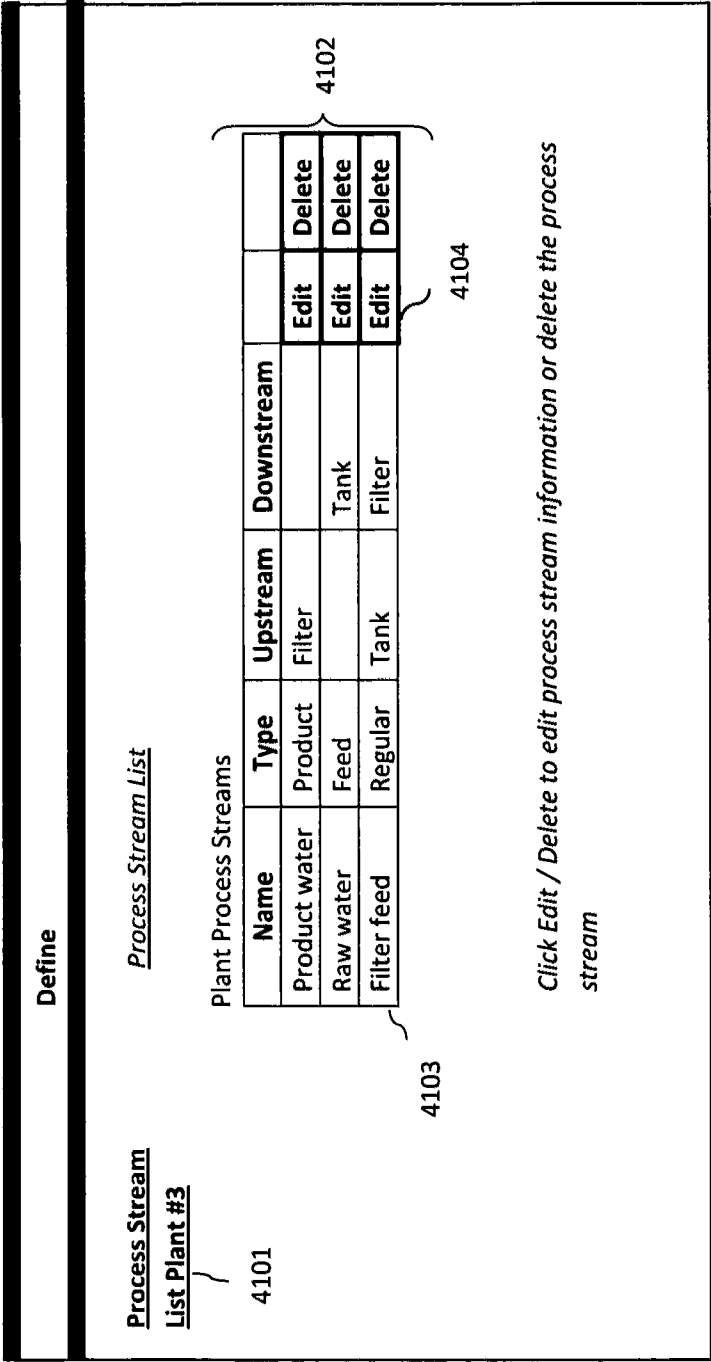 Define
Process Stream
List Plant #3
4101
Process Stream List
Plant Process Streams
Name Type Upstream Downstream
Product water Product Filter Edit Delete
Raw water Feed Tank Edit Delete
Filter feed Regular Tank Filter Edit Delete
4102
4103
4104
Click Edit / Delete to edit process stream information or delete the process
stream